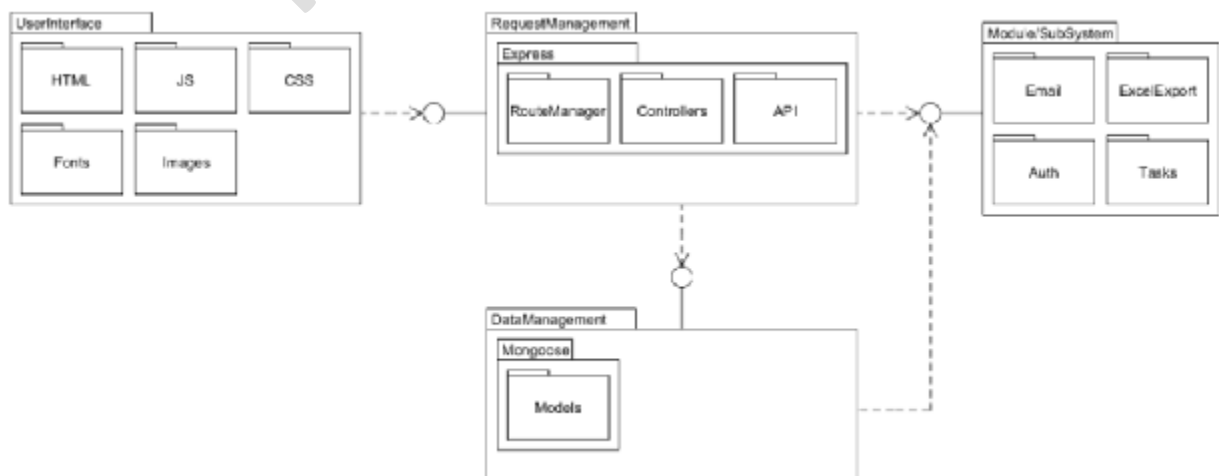 UserInterface
HTML
JS
CSS
Fonts
Images
RequestManagement
Express
RouteManager
Controllers
API
Module/SubSystem
Email
ExcelExport
Auth
Tasks
DataManagement
Mongoose
Models